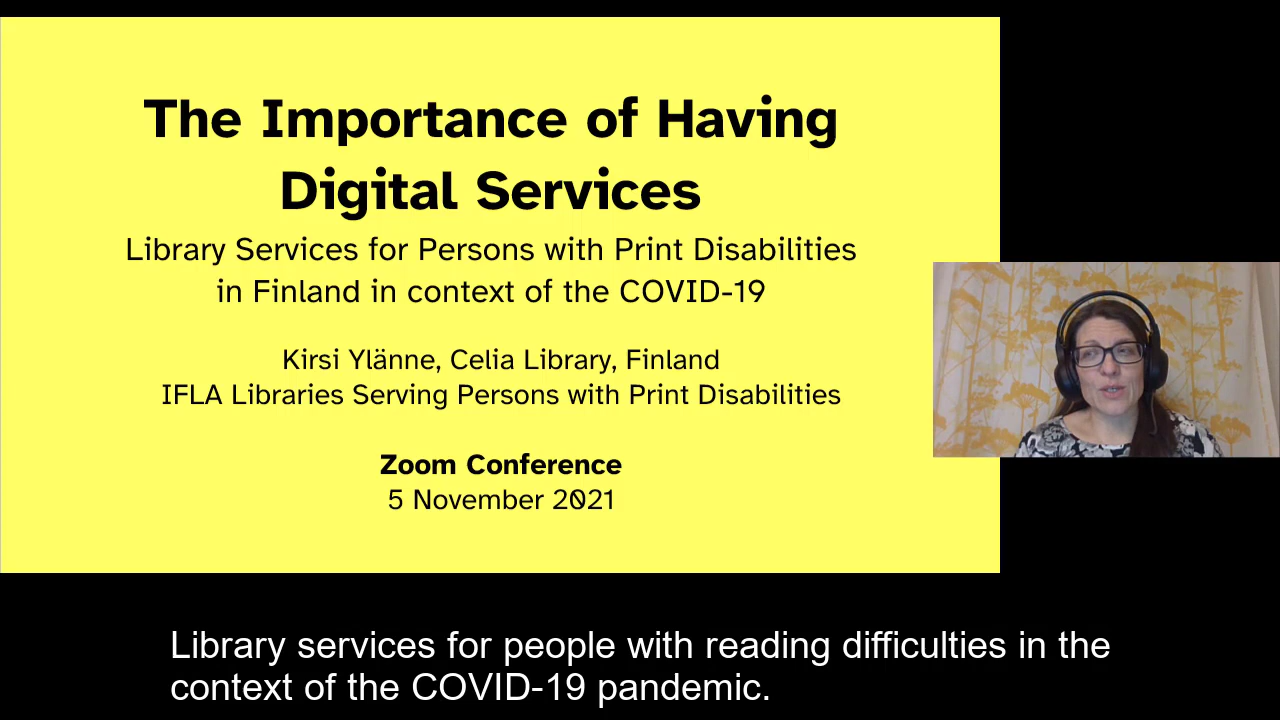 The Importance of Having
Digital Services
Library Services for Persons with Print Disabilities
in Finland in context of the COVID-19
Kirsi Ylänne, Celia Library, Finland
IFLA Libraries Serving Persons with Print Disabilities
Zoom Conference
5 November 2021
Library services for people with reading difficulties in the
context of the COVID-19 pandemic.